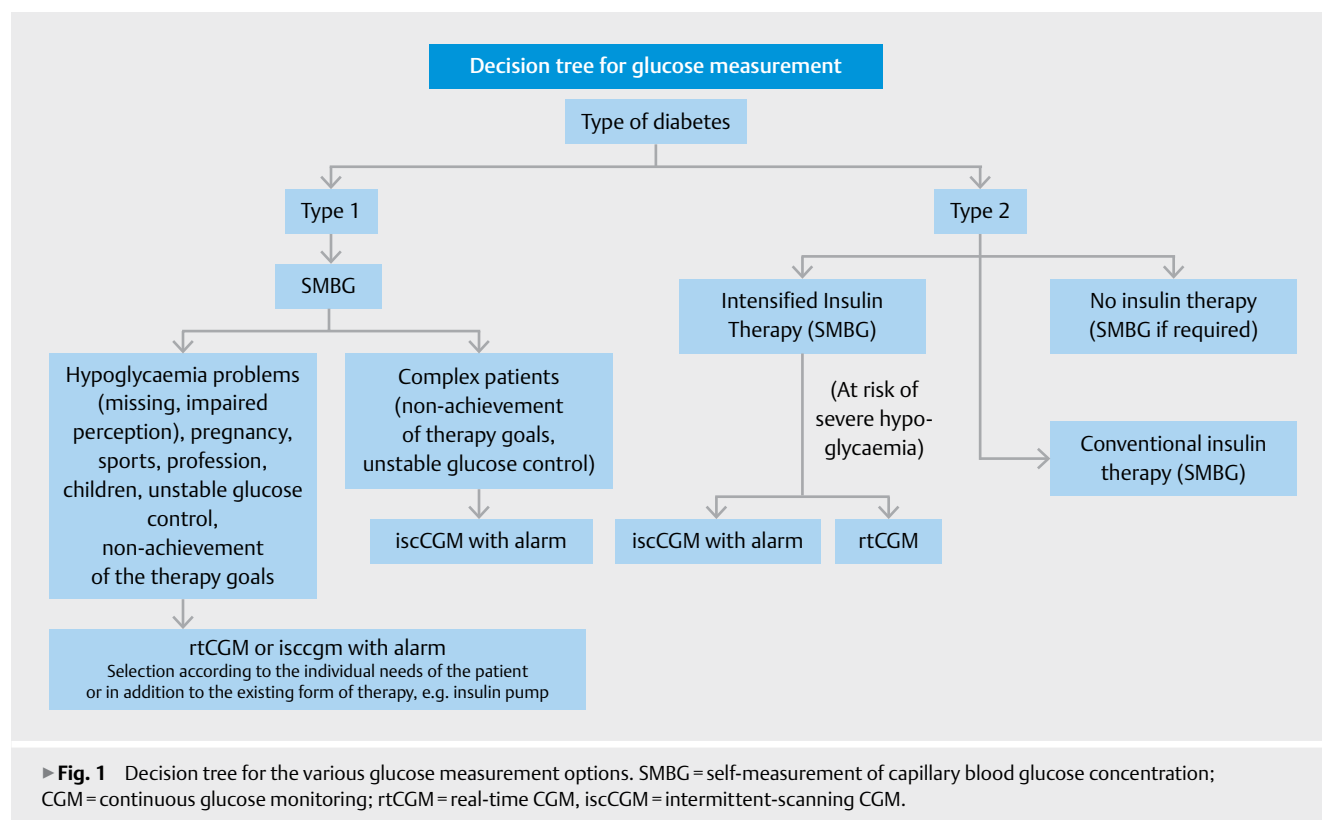 Decision tree for glucose measurement
Type of diabetes
Type 1
Type 2
SMBG
Intensified Insulin
Therapy (SMBG)
No insulin therapy
(SMBG if required)
Hypoglycaemia problems
(missing, impaired
perception), pregnancy,
sports, profession,
children, unstable glucose
control,
non-achievement
of the therapy goals
Complex patients
(non-achievement
of therapy goals,
unstable glucose control)
(At risk of
severe hypo-
glycaemia)
Conventional insulin
therapy (SMBG)
iscCGM with alarm
iscCGM with alarm
rtCGM
rtCGM or isccgm with alarm
Selection according to the individual needs of the patient
or in addition to the existing form of therapy, e.g. insulin pump
►Fig. 1 Decision tree for the various glucose measurement options. SMBG = self-measurement of capillary blood glucose concentration;
CGM = continuous glucose monitoring; rtCGM = real-time CGM, iscCGM = intermittent-scanning CGM.